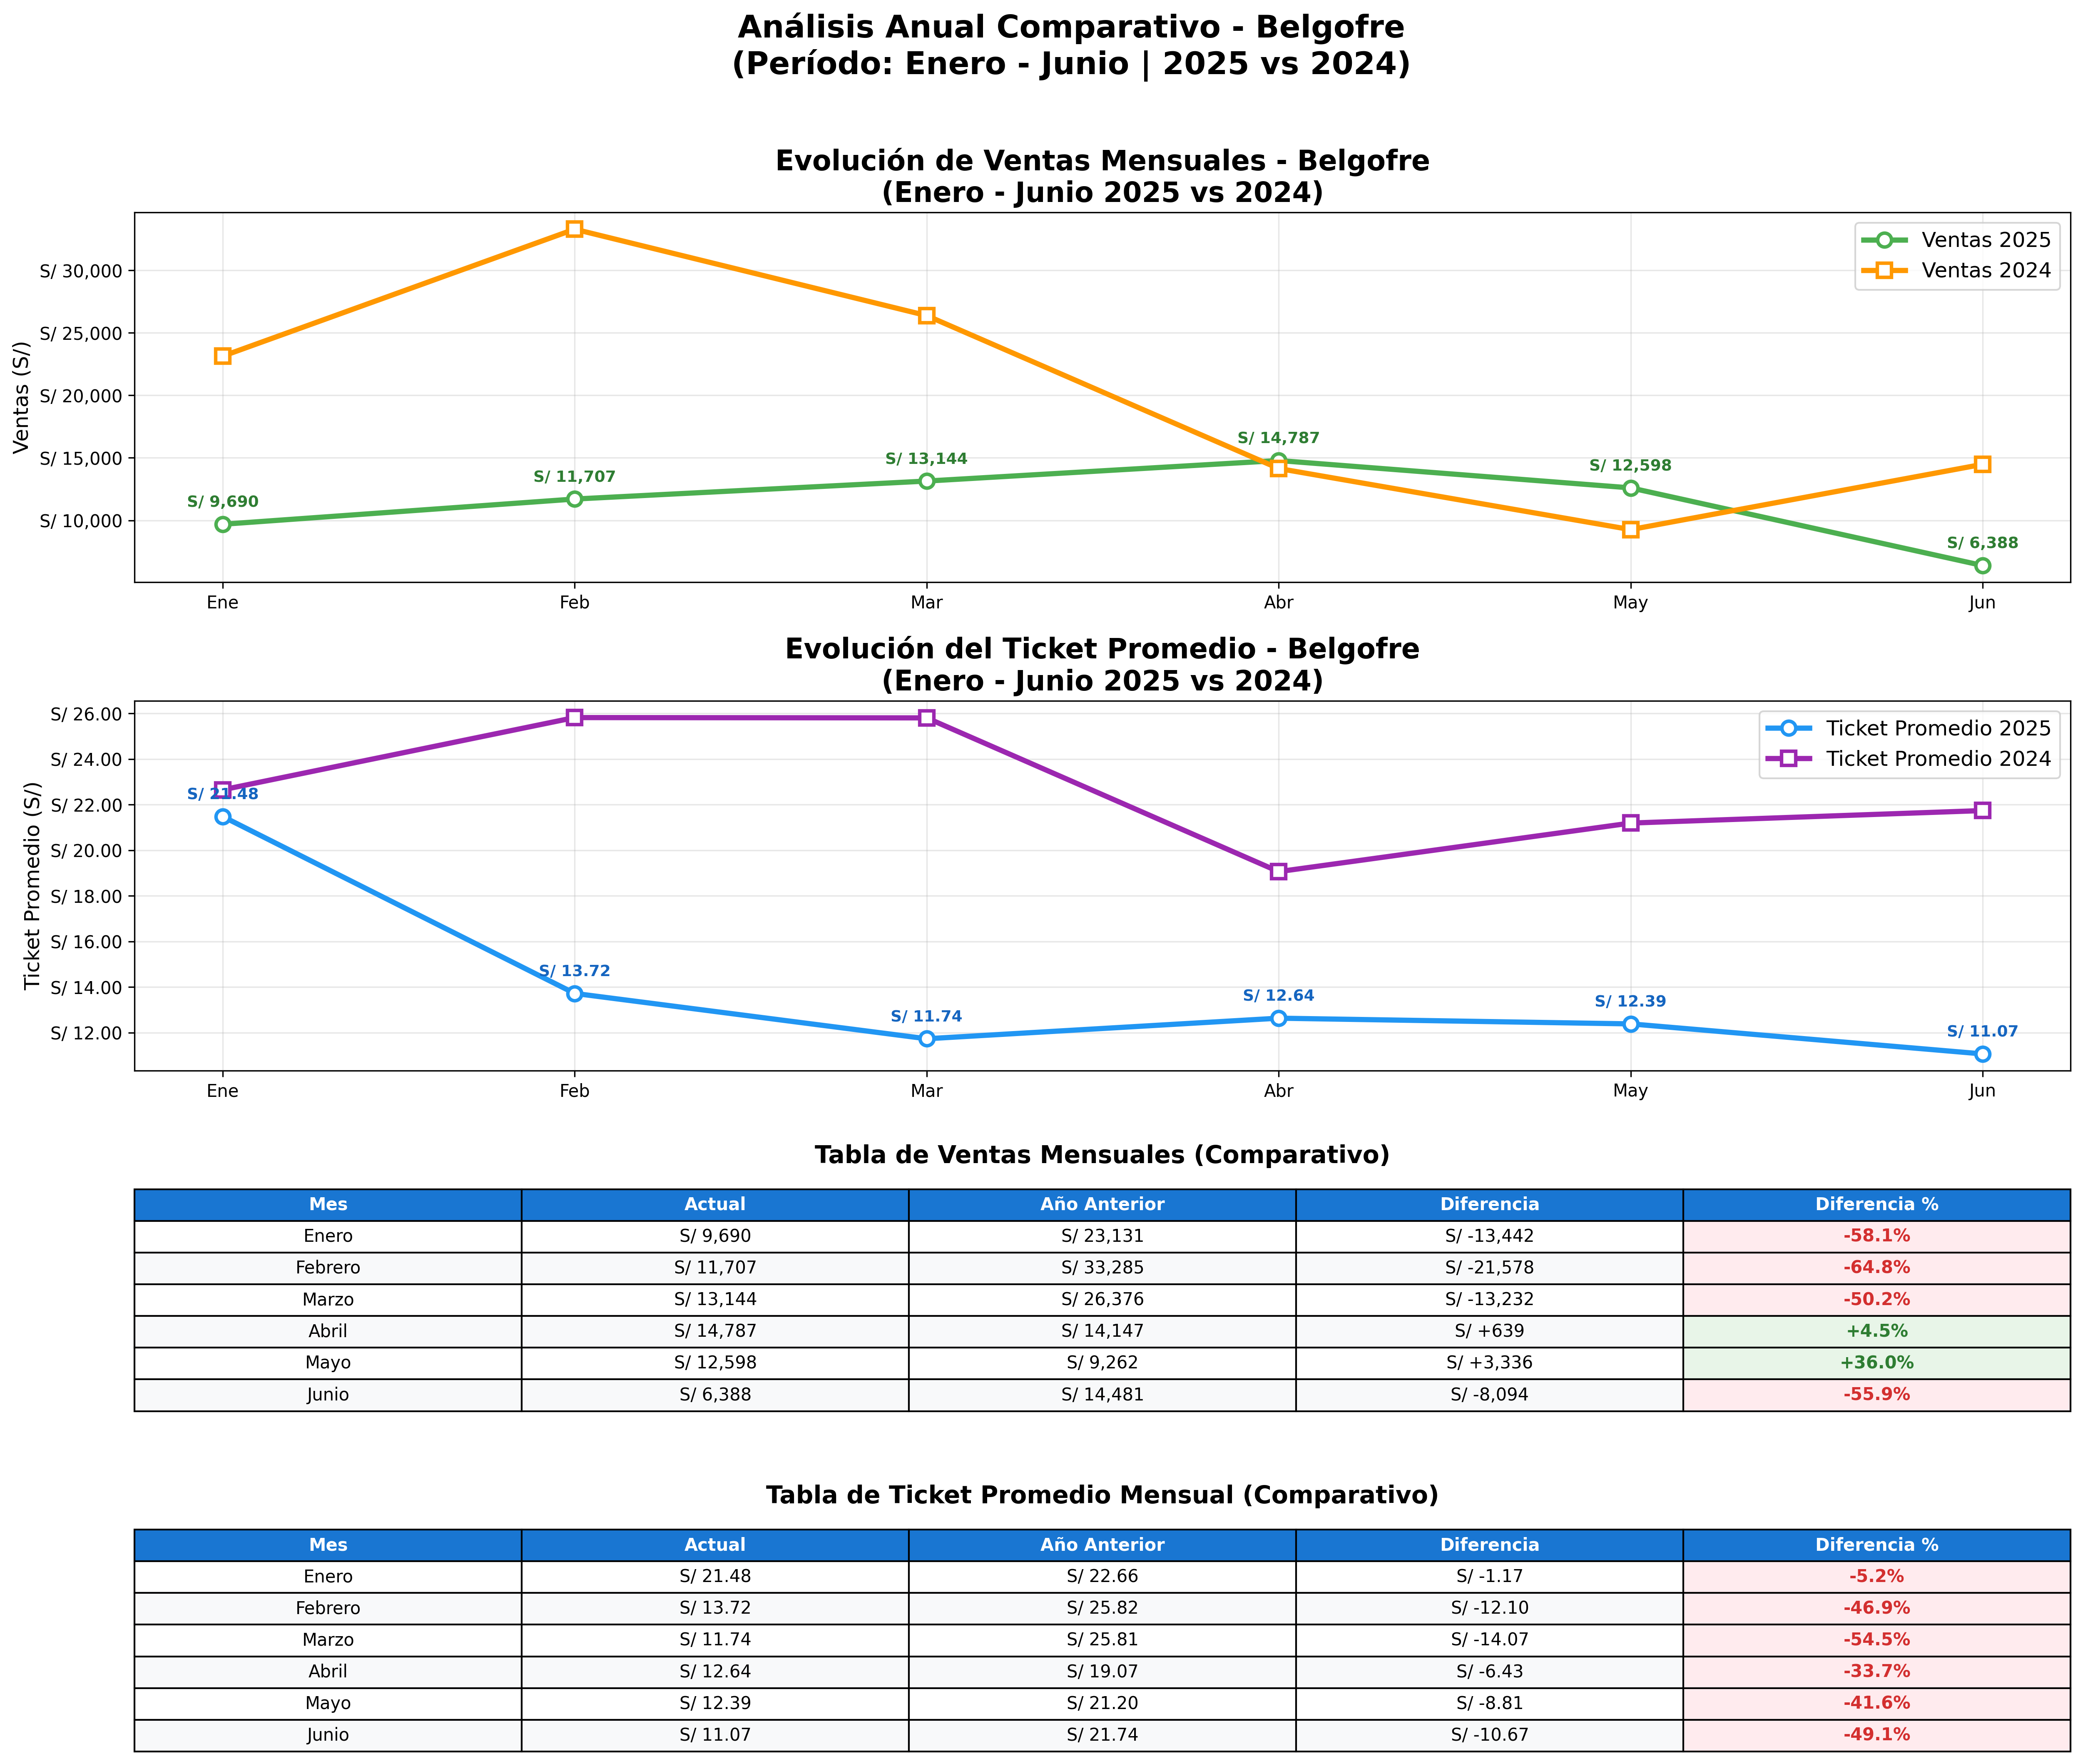 Análisis Anual Comparativo - Belgofre
(Período: Enero - Junio | 2025 vs 2024)
Evolución de Ventas Mensuales - Belgofre
(Enero - Junio 2025 vs 2024)
Ventas (S/)
S/ 30,000
S/ 25,000
S/ 20,000
S/ 15,000
S/ 10,000
Ventas 2025
Ventas 2024
S/ 9,690
S/ 11,707
S/ 13,144
S/ 14,787
S/ 12,598
S/ 6,388
Ene Feb Mar Abr May Jun
Evolución del Ticket Promedio - Belgofre
(Enero - Junio 2025 vs 2024)
Ticket Promedio (S/)
S/ 26.00
S/ 24.00
S/ 22.00
S/ 20.00
S/ 18.00
S/ 16.00
S/ 14.00
S/ 12.00
Ticket Promedio 2025
Ticket Promedio 2024
S/ 21.48
S/ 13.72
S/ 11.74
S/ 12.64
S/ 12.39
S/ 11.07
Ene Feb Mar Abr May Jun
Tabla de Ventas Mensuales (Comparativo)
Mes Actual Año Anterior Diferencia Diferencia %
Enero S/ 9,690 S/ 23,131 S/ -13,442 -58.1%
Febrero S/ 11,707 S/ 33,285 S/ -21,578 -64.8%
Marzo S/ 13,144 S/ 26,376 S/ -13,232 -50.2%
Abril S/ 14,787 S/ 14,147 S/ +639 +4.5%
Mayo S/ 12,598 S/ 9,262 S/ +3,336 +36.0%
Junio S/ 6,388 S/ 14,481 S/ -8,094 -55.9%
Tabla de Ticket Promedio Mensual (Comparativo)
Mes Actual Año Anterior Diferencia Diferencia %
Enero S/ 21.48 S/ 22.66 S/ -1.17 -5.2%
Febrero S/ 13.72 S/ 25.82 S/ -12.10 -46.9%
Marzo S/ 11.74 S/ 25.81 S/ -14.07 -54.5%
Abril S/ 12.64 S/ 19.07 S/ -6.43 -33.7%
Mayo S/ 12.39 S/ 21.20 S/ -8.81 -41.6%
Junio S/ 11.07 S/ 21.74 S/ -10.67 -49.1%